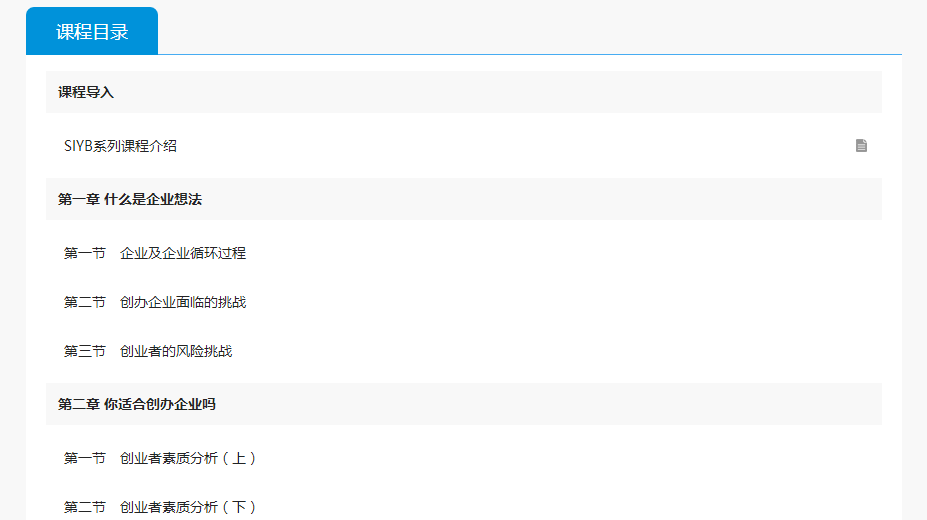 课程目录
课程导入
SIYB系列课程介绍
第一章 什么是企业想法
第一节 企业及企业循环过程
第二节 创办企业面临的挑战
第三节 创业者的风险挑战
第二章 你适合创办企业吗
第一节 创业者素质分析（上）
第二节 创业者素质分析（下）